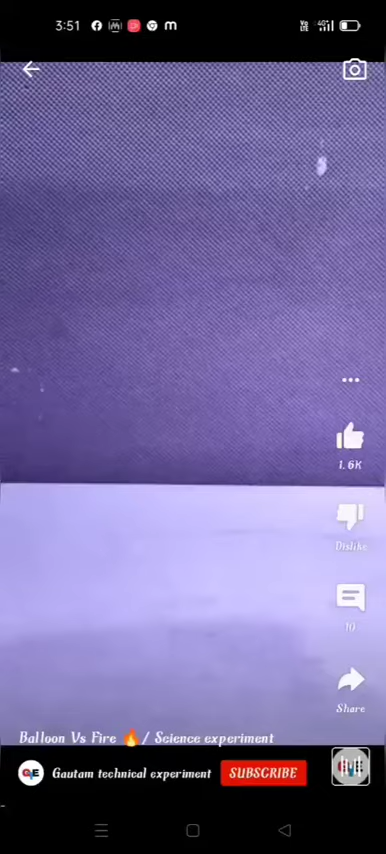 3:51
1.6K
Dislike
10
Share
Balloon Vs Fire 🔥/ Science experiment
Gautam technical experiment SUBSCRIBE